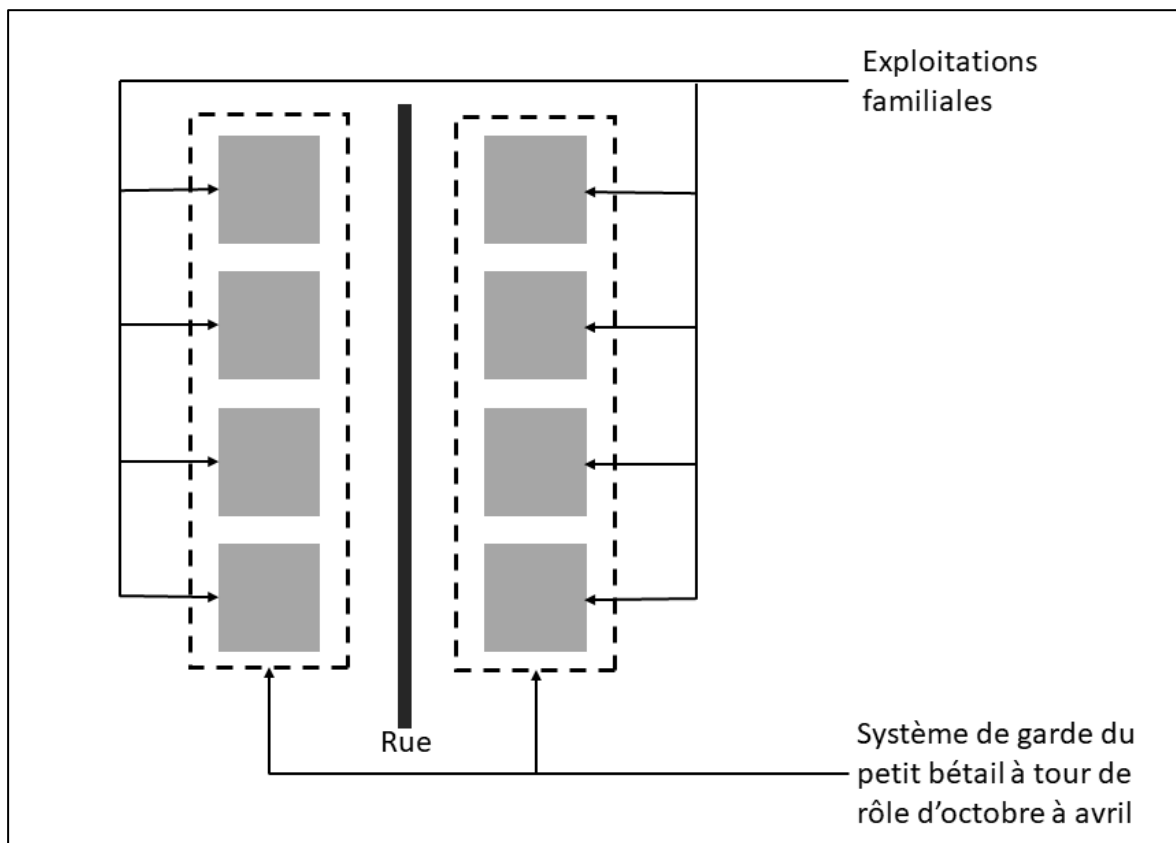 Exploitations
familiales
Rue
Système de garde du
petit bétail à tour de
rôle d’octobre à avril